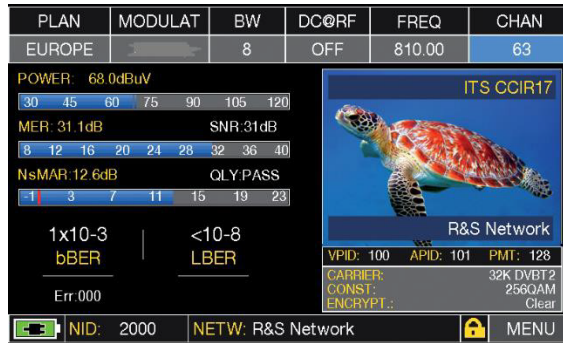 PLAN MODULAT BW DC@RF FREQ CHAN
EUROPE 8 OFF 810.00 63
POWER: 68.0dBuV
30 45 60 75 90 105 120
MER: 31.1dB SNR:31dB
8 12 16 20 24 28 32 36 40
NsMAR:12.6dB QLY:PASS
-1 3 7 11 15 19 23
1x10-3 <10-8
bBER LBER
Err:000
ITS CCIR17
R&S Network
VPID: 100 APID: 101 PMT: 128
CARRIER: 32K DVBT2
CONST: 256QAM
ENCRYPT.: Clear
NID: 2000 NETW: R&S Network MENU